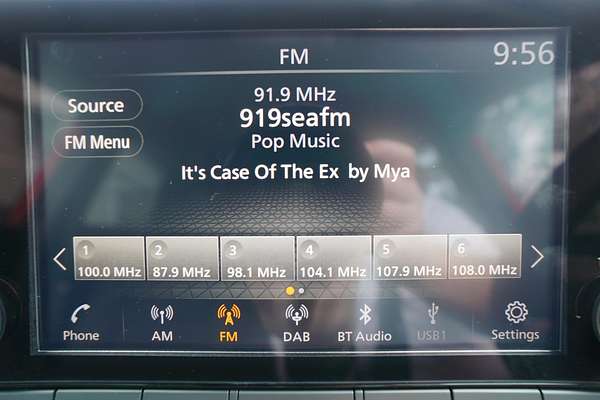 FM
9:56
Source
FM Menu
91.9 MHz
919seafm
Pop Music
It's Case Of The Ex by Mya
1 2 3 4 5 6
100.0 MHz 87.9 MHz 98.1 MHz 104.1 MHz 107.9 MHz 108.0 MHz
Phone AM FM DAB BT Audio USB1 Settings